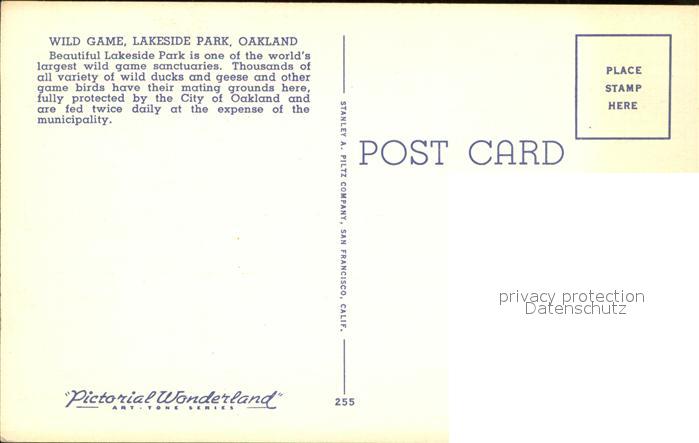 WILD GAME, LAKESIDE PARK, OAKLAND
Beautiful Lakeside Park is one of the world's
largest wild game sanctuaries. Thousands of
all variety of wild ducks and geese and other
game birds have their mating grounds here,
fully protected by the City of Oakland and
are fed twice daily at the expense of the
municipality.
"Pictorial Wonderland"
ART-TONE SERIES
STANLEY A. PILTZ COMPANY, SAN FRANCISCO, CALIF.
255
POST CARD
PLACE
STAMP
HERE
privacy protection
Datenschutz